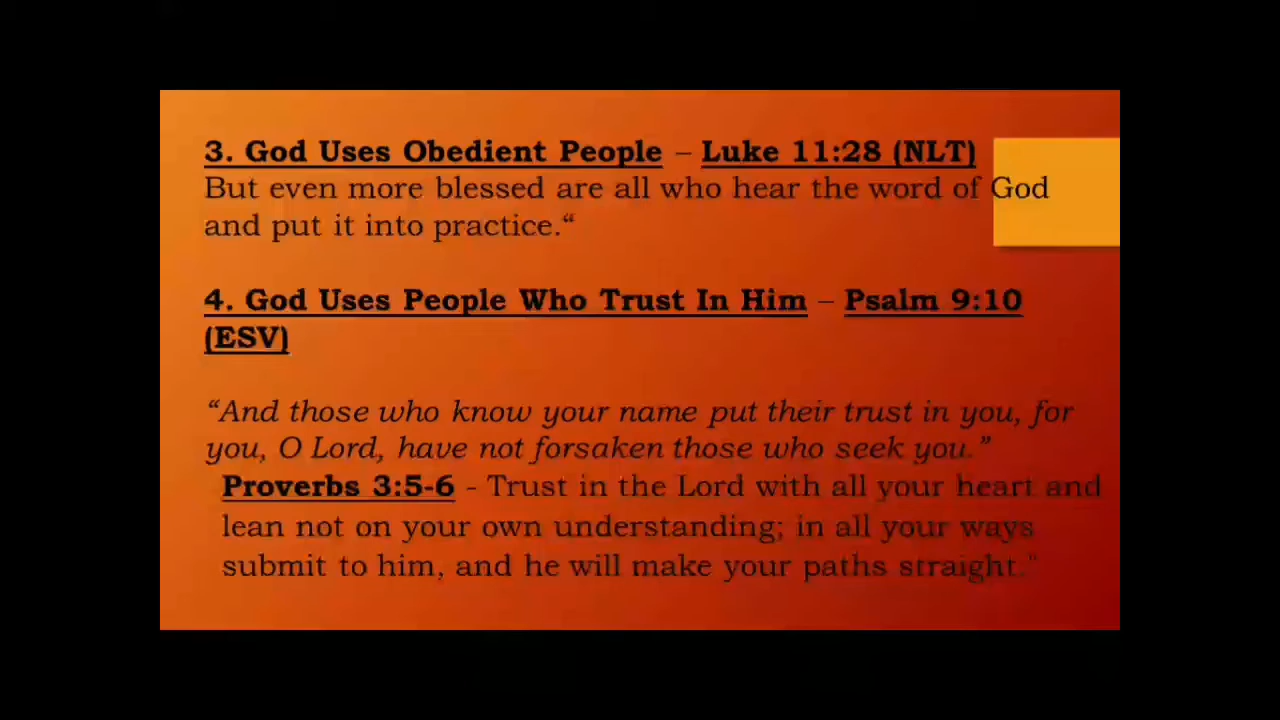 3. God Uses Obedient People – Luke 11:28 (NLT)
But even more blessed are all who hear the word of God
and put it into practice.“
4. God Uses People Who Trust In Him – Psalm 9:10
(ESV)
“And those who know your name put their trust in you, for
you, O Lord, have not forsaken those who seek you.”
Proverbs 3:5-6 - Trust in the Lord with all your heart and
lean not on your own understanding; in all your ways
submit to him, and he will make your paths straight."